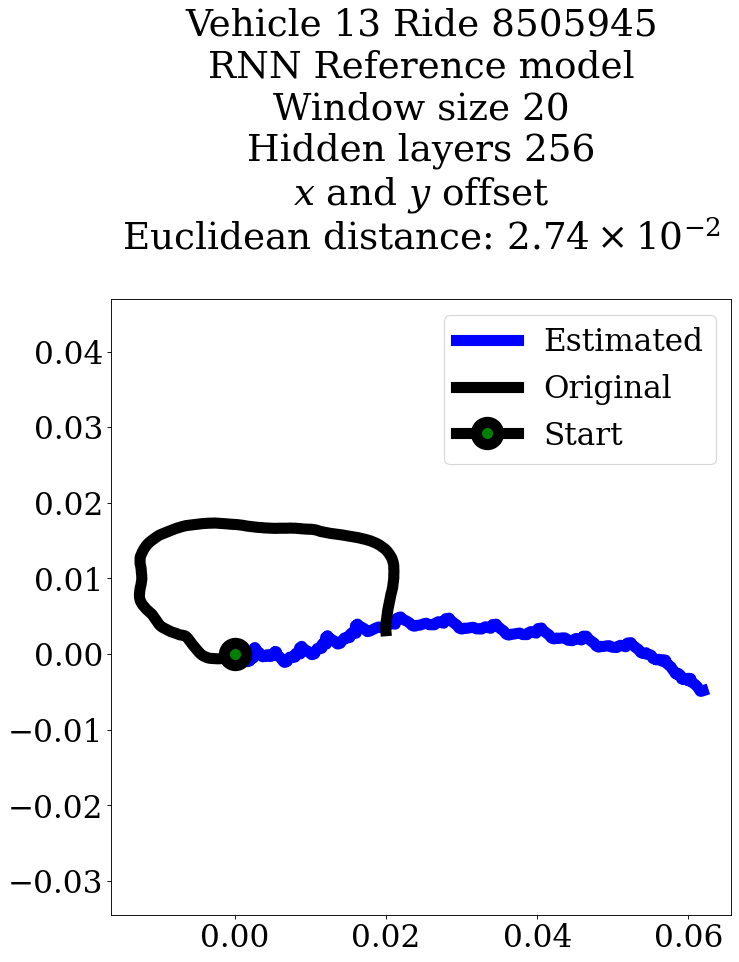 Vehicle 13 Ride 8505945
RNN Reference model
Window size 20
Hidden layers 256
x and y offset
Euclidean distance: 2.74 × 10⁻²
Estimated
Original
Start
0.04
0.03
0.02
0.01
0.00
−0.01
−0.02
−0.03
0.00 0.02 0.04 0.06